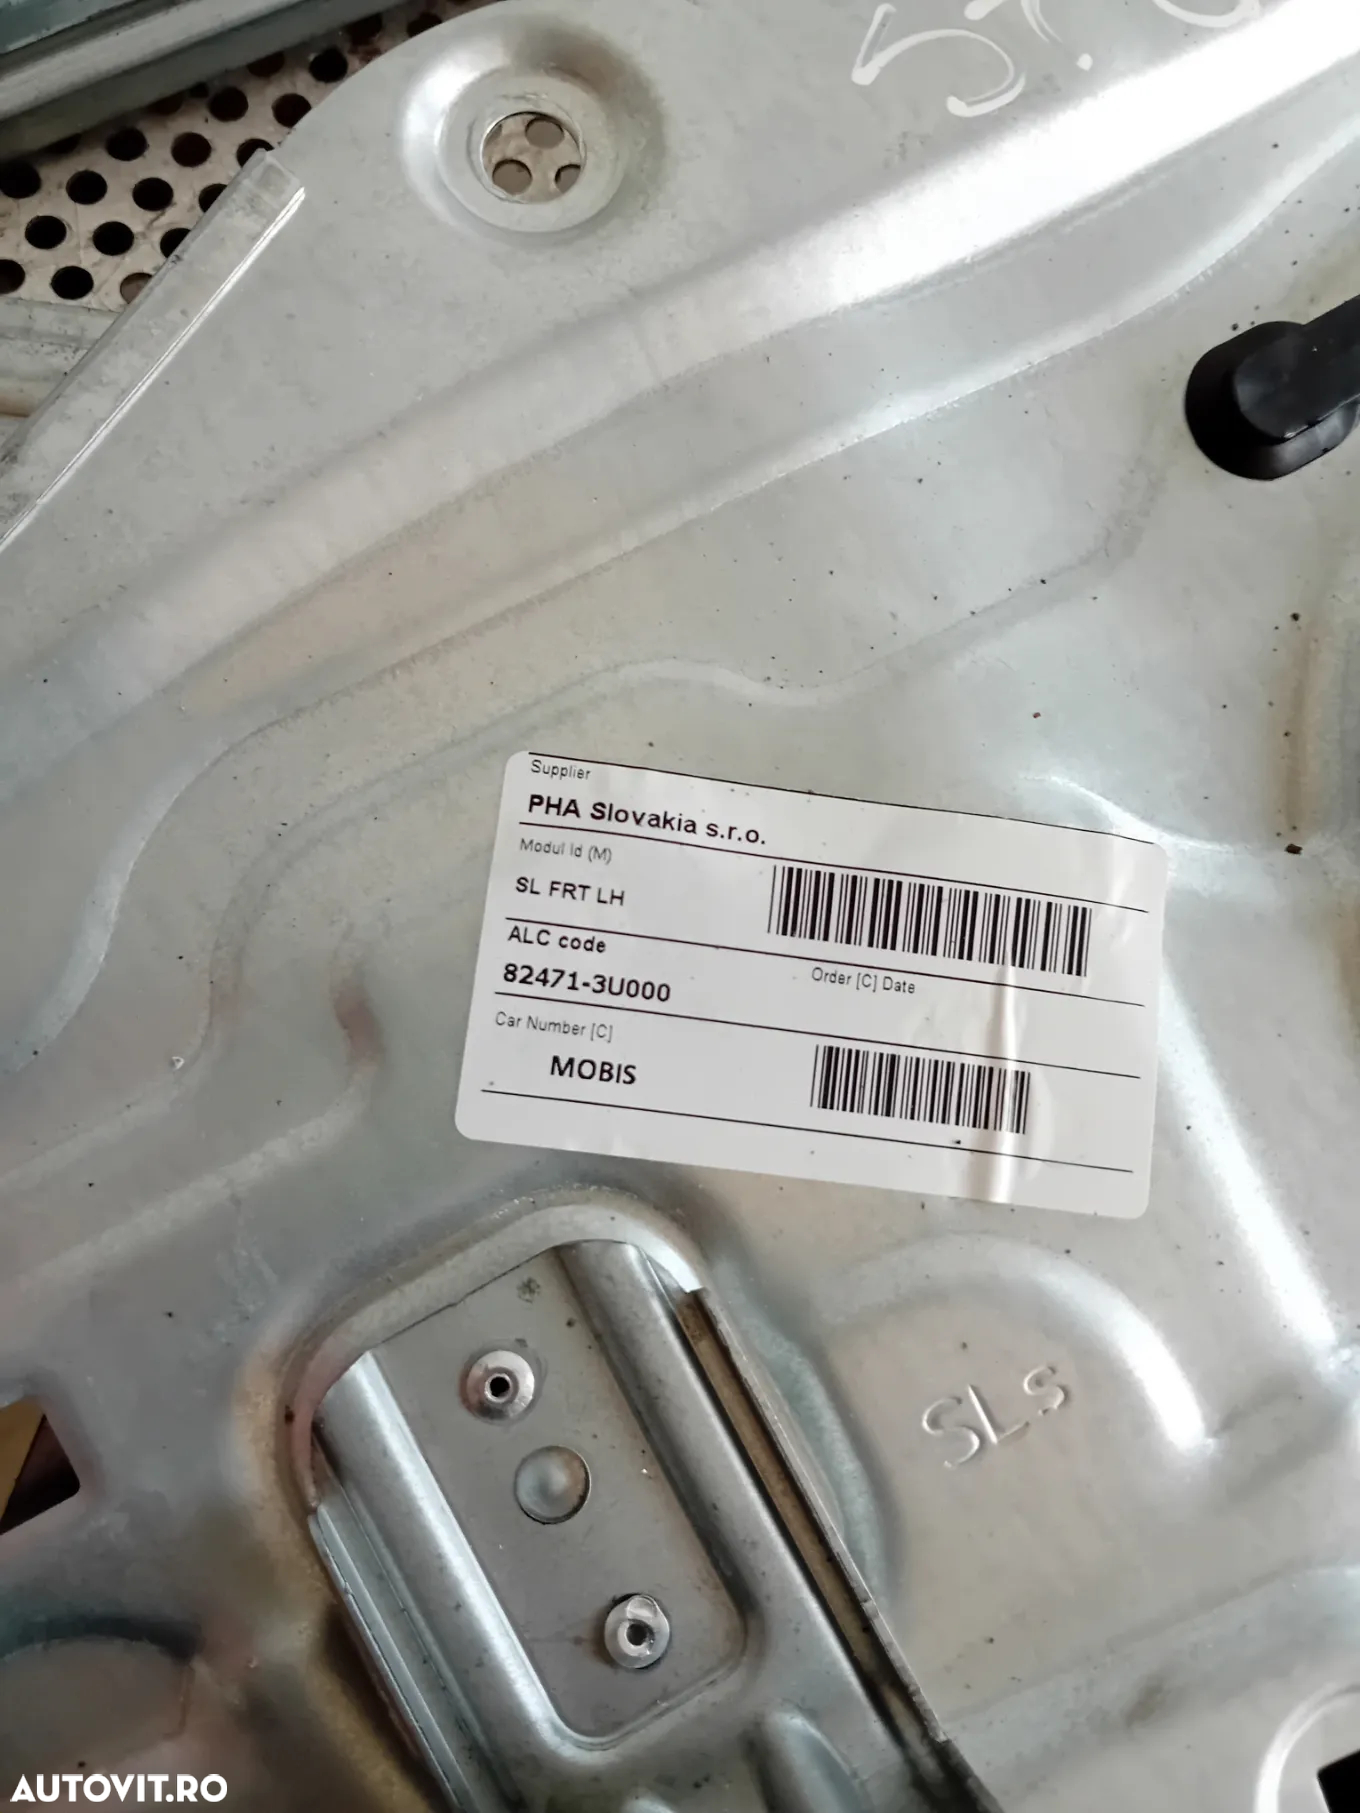 Supplier
PHA Slovakia s.r.o.
Modul Id (M)
SL FRT LH
ALC code
82471-3U000
Order [C] Date
Car Number [C]
MOBIS
SLs
AUTOVIT.RO